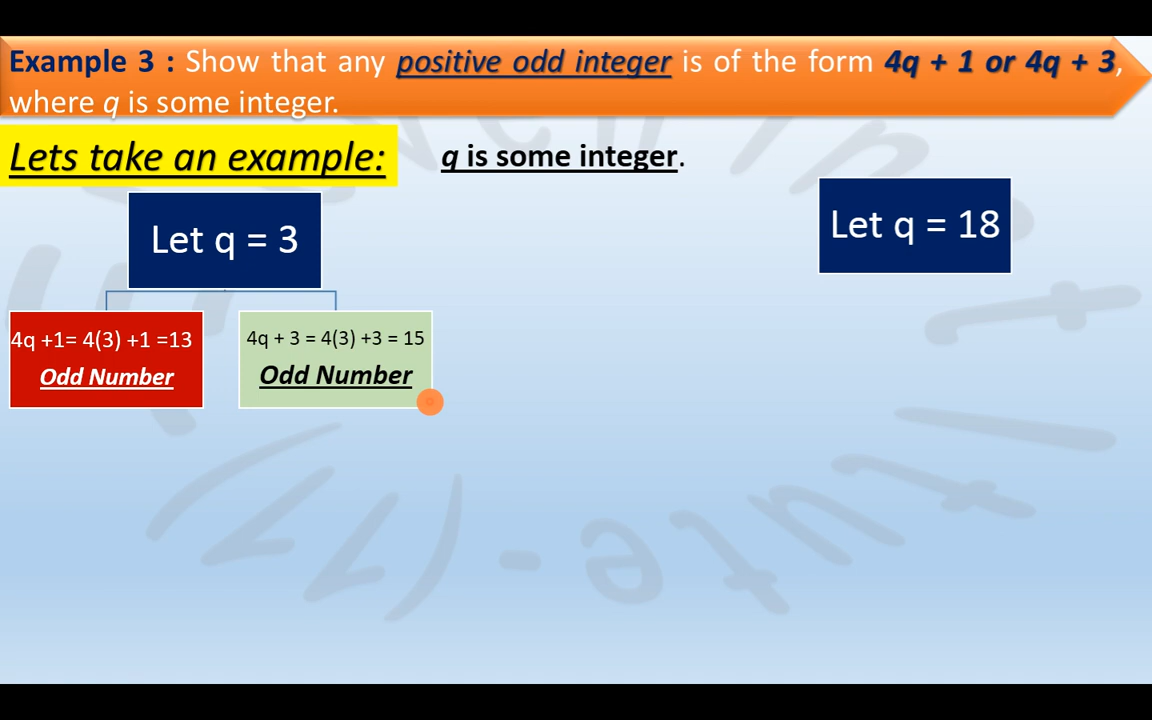 Example 3 : Show that any positive odd integer is of the form 4q + 1 or 4q + 3,
where q is some integer.
Lets take an example:
q is some integer.
Let q = 3
Let q = 18
4q +1= 4(3) +1 =13
Odd Number
4q + 3 = 4(3) +3 = 15
Odd Number